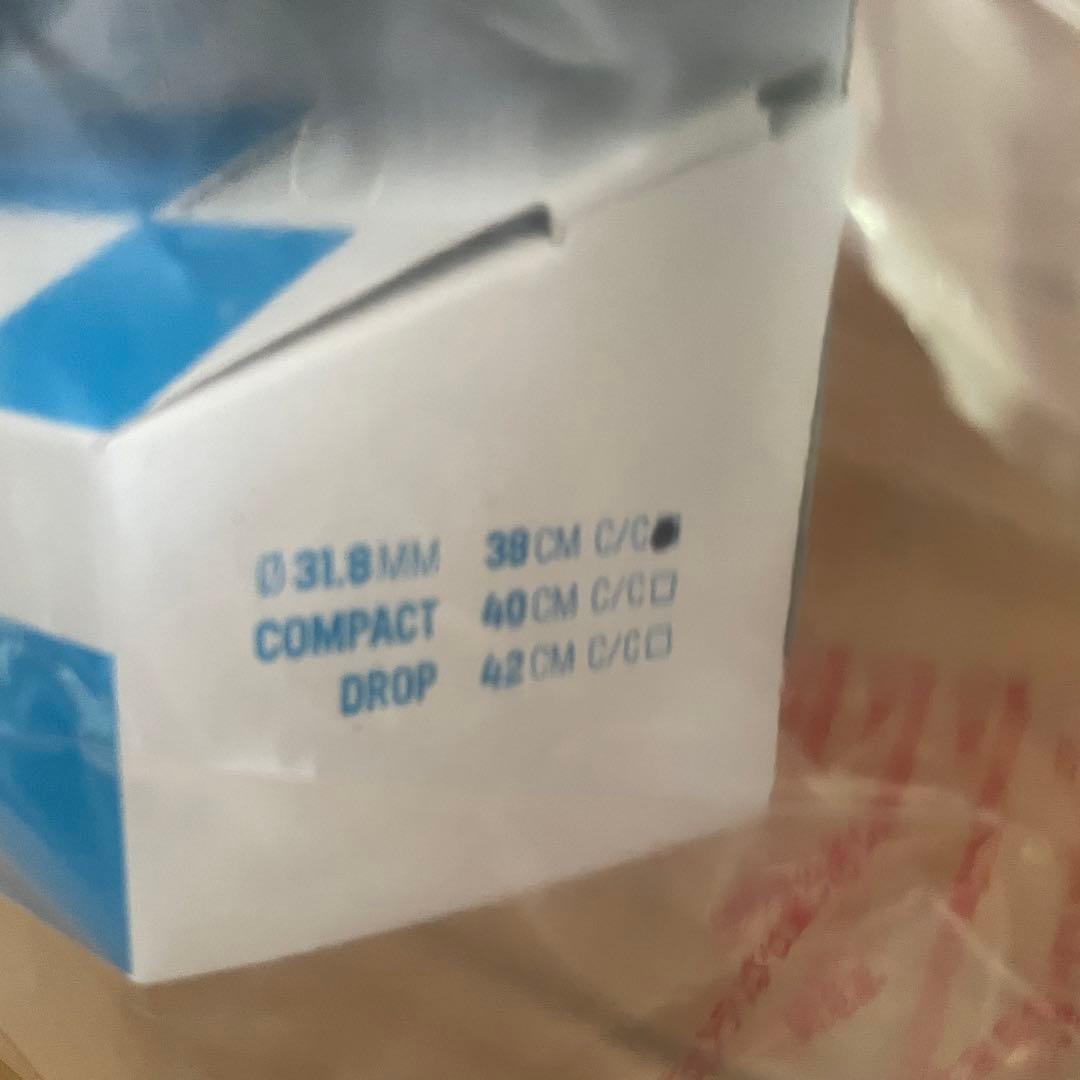 Ø 31.8 MM 38 CM C/C
COMPACT 40 CM C/C
DROP 42 CM C/C